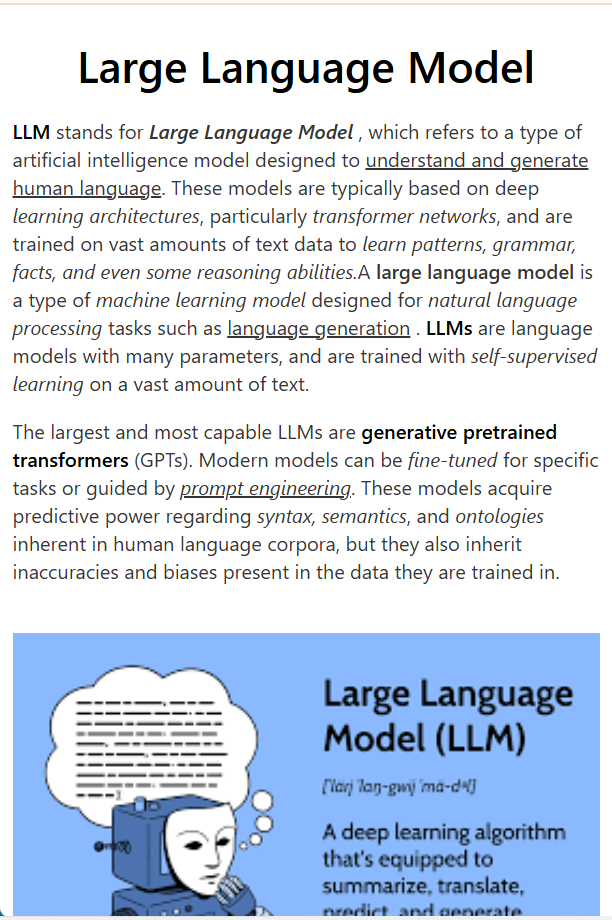 Large Language Model
LLM stands for Large Language Model , which refers to a type of
artificial intelligence model designed to understand and generate
human language. These models are typically based on deep
learning architectures, particularly transformer networks, and are
trained on vast amounts of text data to learn patterns, grammar,
facts, and even some reasoning abilities.A large language model is
a type of machine learning model designed for natural language
processing tasks such as language generation . LLMs are language
models with many parameters, and are trained with self-supervised
learning on a vast amount of text.
The largest and most capable LLMs are generative pretrained
transformers (GPTs). Modern models can be fine-tuned for specific
tasks or guided by prompt engineering. These models acquire
predictive power regarding syntax, semantics, and ontologies
inherent in human language corpora, but they also inherit
inaccuracies and biases present in the data they are trained in.
Large Language
Model (LLM)
['lärj 'laŋ-gwij 'mä-dᵊl]
A deep learning algorithm
that's equipped to
summarize, translate,
predict, and generate